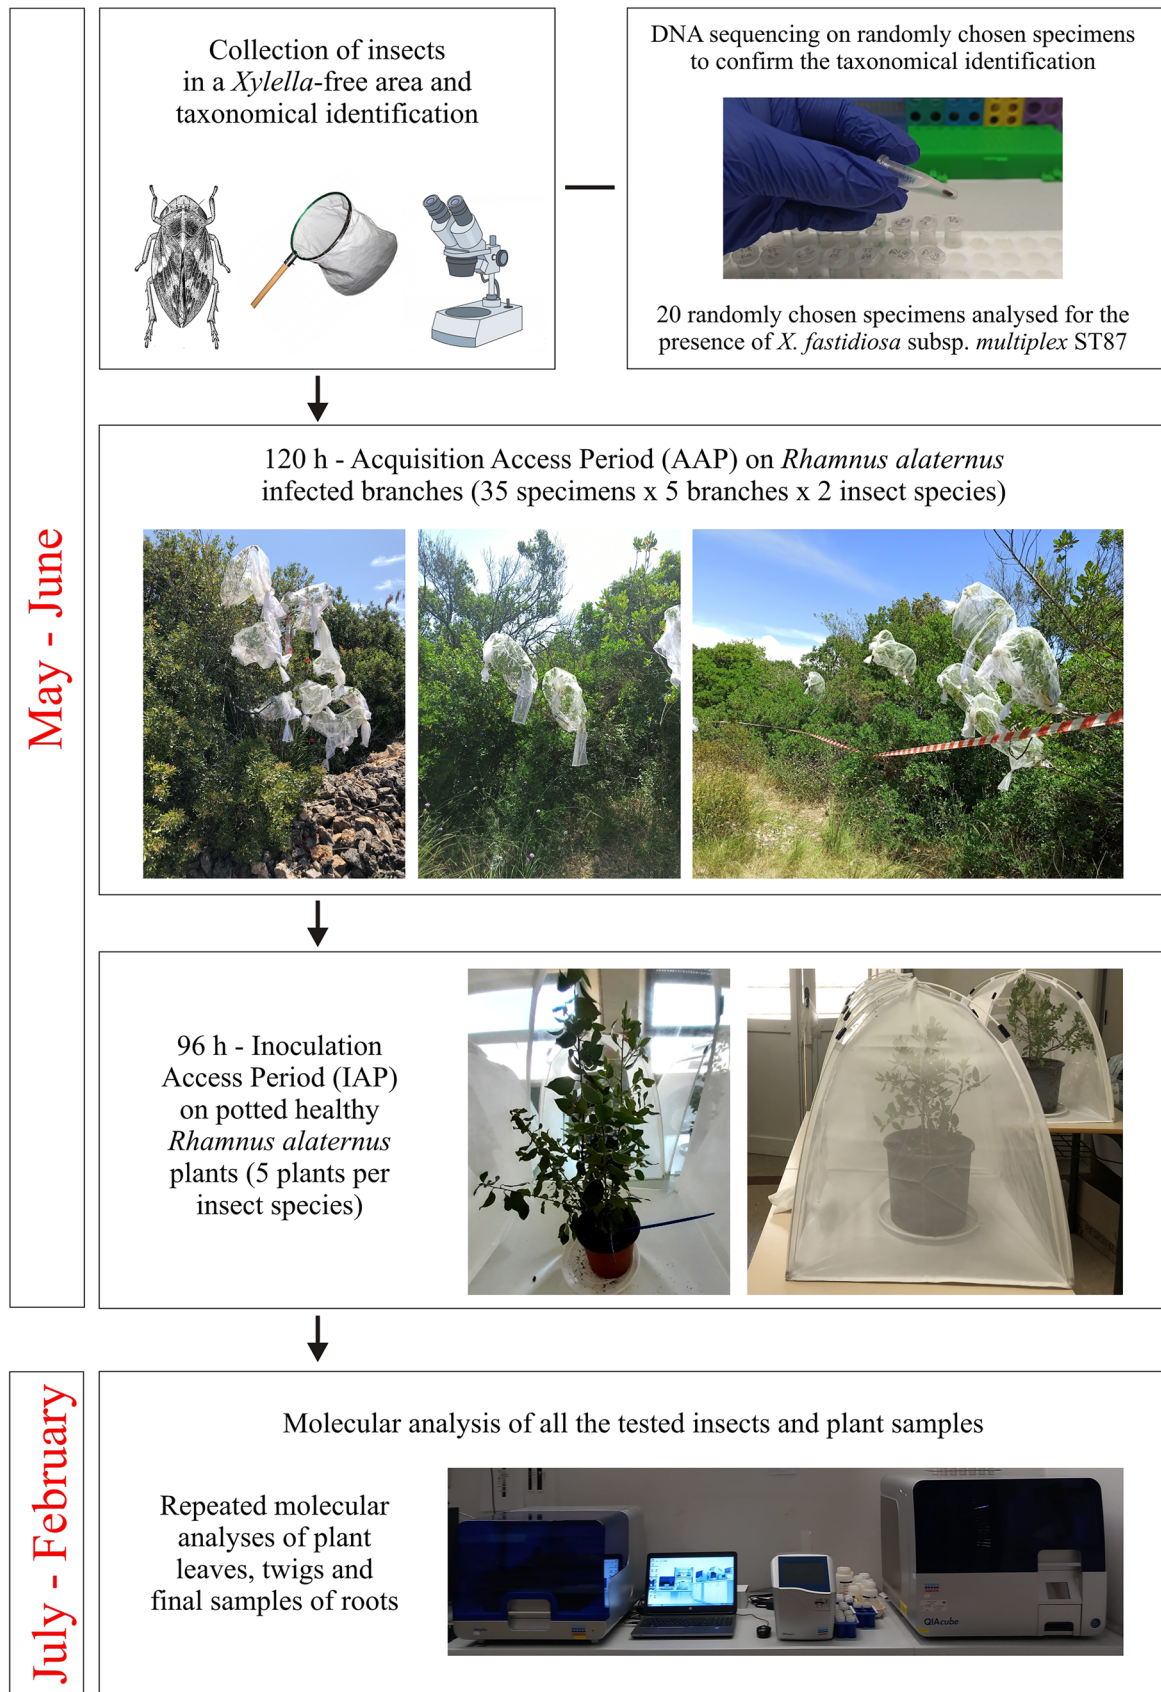 Collection of insects
in a Xylella-free area and
taxonomical identification
DNA sequencing on randomly chosen specimens
to confirm the taxonomical identification
20 randomly chosen specimens analysed for the
presence of X. fastidiosa subsp. multiplex ST87
May - June
120 h - Acquisition Access Period (AAP) on Rhamnus alaternus
infected branches (35 specimens x 5 branches x 2 insect species)
96 h - Inoculation
Access Period (IAP)
on potted healthy
Rhamnus alaternus
plants (5 plants per
insect species)
July - February
Molecular analysis of all the tested insects and plant samples
Repeated molecular
analyses of plant
leaves, twigs and
final samples of roots
QIAcube